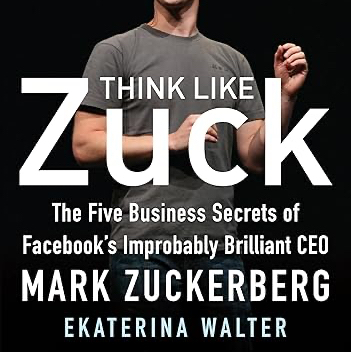 THINK LIKE
Zuck
The Five Business Secrets of
Facebook's Improbably Brilliant CEO
MARK ZUCKERBERG
EKATERINA WALTER